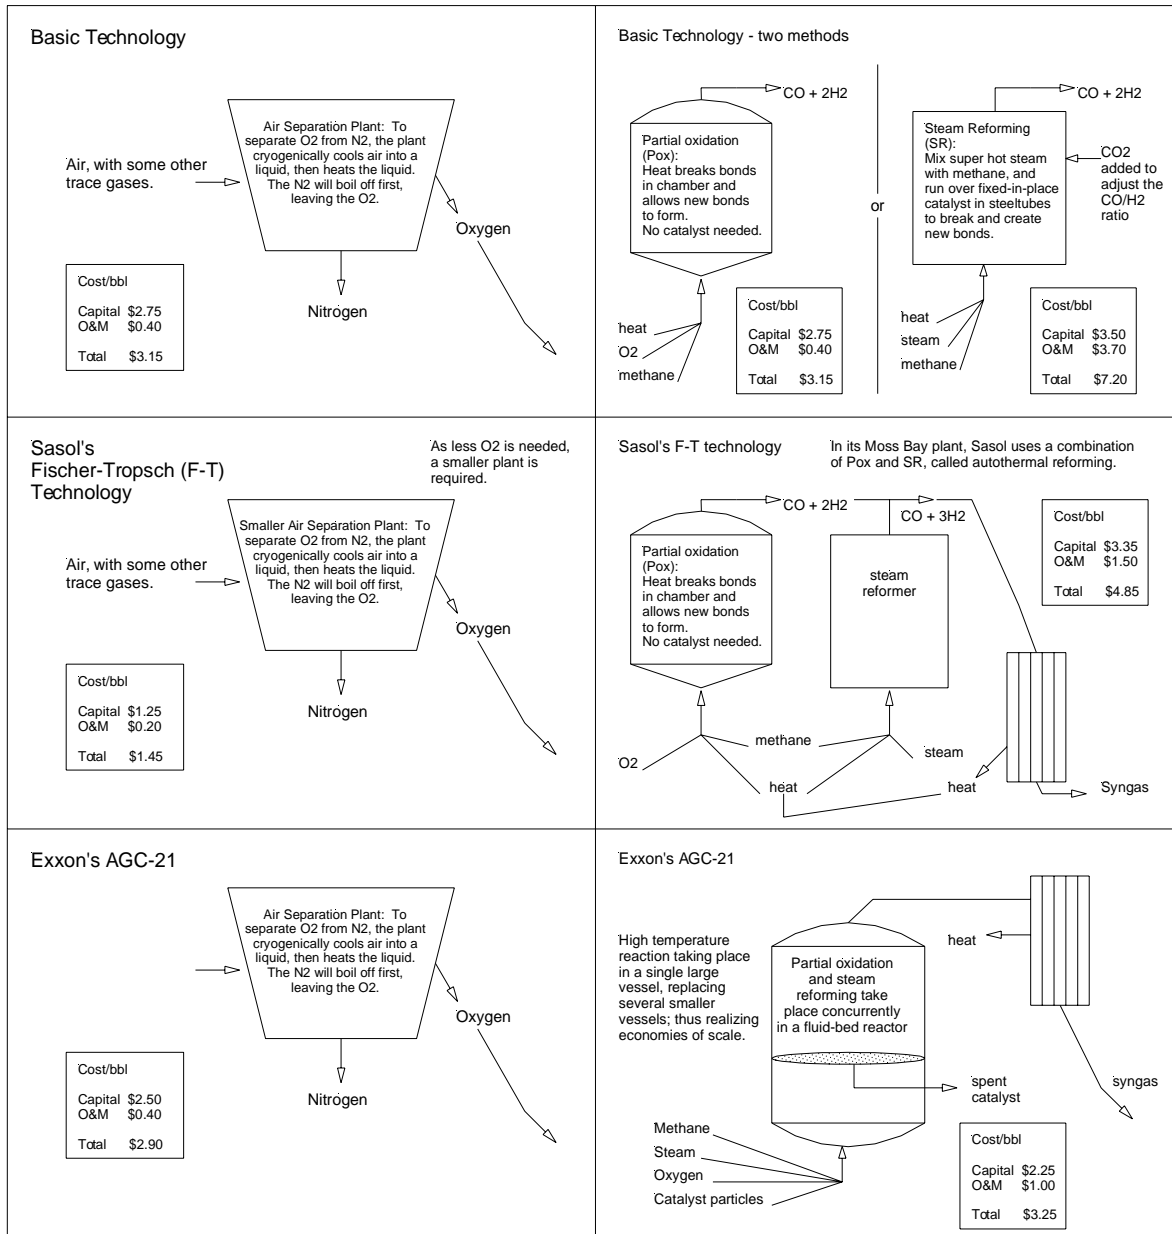 Basic Technology
Air Separation Plant: To
separate O2 from N2, the plant
cryogenically cools air into a
liquid, then heats the liquid.
The N2 will boil off first,
leaving the O2.
Air, with some other
trace gases.
Oxygen
Nitrogen
Cost/bbl
Capital $2.75
O&M $0.40
Total $3.15
Basic Technology - two methods
CO + 2H2
Partial oxidation
(Pox):
Heat breaks bonds
in chamber and
allows new bonds
to form.
No catalyst needed.
heat
O2
methane
Cost/bbl
Capital $2.75
O&M $0.40
Total $3.15
or
CO + 2H2
Steam Reforming
(SR):
Mix super hot steam
with methane, and
run over fixed-in-place
catalyst in steeltubes
to break and create
new bonds.
CO2
added to
adjust the
CO/H2
ratio
heat
steam
methane
Cost/bbl
Capital $3.50
O&M $3.70
Total $7.20
Sasol's
Fischer-Tropsch (F-T)
Technology
As less O2 is needed,
a smaller plant is
required.
Smaller Air Separation Plant: To
separate O2 from N2, the plant
cryogenically cools air into a
liquid, then heats the liquid.
The N2 will boil off first,
leaving the O2.
Air, with some other
trace gases.
Oxygen
Nitrogen
Cost/bbl
Capital $1.25
O&M $0.20
Total $1.45
Sasol's F-T technology
In its Moss Bay plant, Sasol uses a combination
of Pox and SR, called autothermal reforming.
CO + 2H2
CO + 3H2
Partial oxidation
(Pox):
Heat breaks bonds
in chamber and
allows new bonds
to form.
No catalyst needed.
steam
reformer
Cost/bbl
Capital $3.35
O&M $1.50
Total $4.85
methane
O2
steam
heat
heat
Syngas
Exxon's AGC-21
Air Separation Plant: To
separate O2 from N2, the plant
cryogenically cools air into a
liquid, then heats the liquid.
The N2 will boil off first,
leaving the O2.
Oxygen
Nitrogen
Cost/bbl
Capital $2.50
O&M $0.40
Total $2.90
Exxon's AGC-21
High temperature
reaction taking place
in a single large
vessel, replacing
several smaller
vessels; thus realizing
economies of scale.
Partial oxidation
and steam
reforming take
place concurrently
in a fluid-bed reactor
heat
syngas
spent
catalyst
Methane
Steam
Oxygen
Catalyst particles
Cost/bbl
Capital $2.25
O&M $1.00
Total $3.25